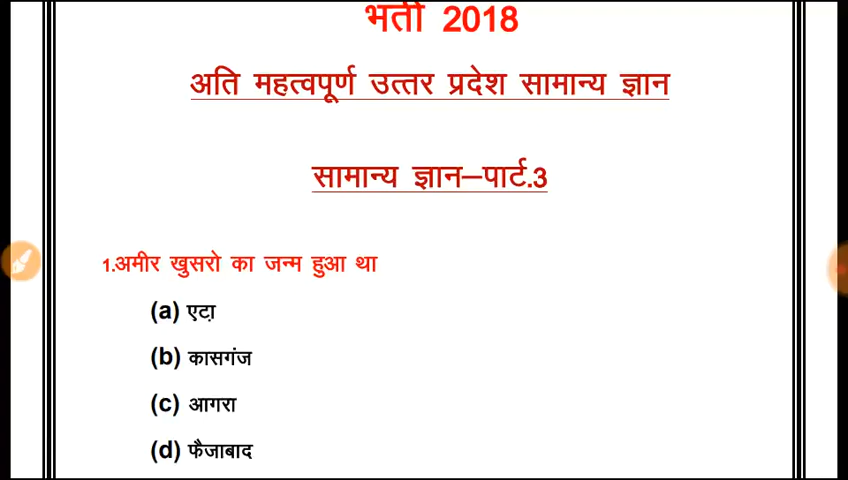 भर्ती 2018
अति महत्वपूर्ण उत्तर प्रदेश सामान्य ज्ञान
सामान्य ज्ञान–पार्ट.3
1.अमीर खुसरो का जन्म हुआ था
(a) एटा़
(b) कासगंज
(c) आगरा
(d) फैजाबाद